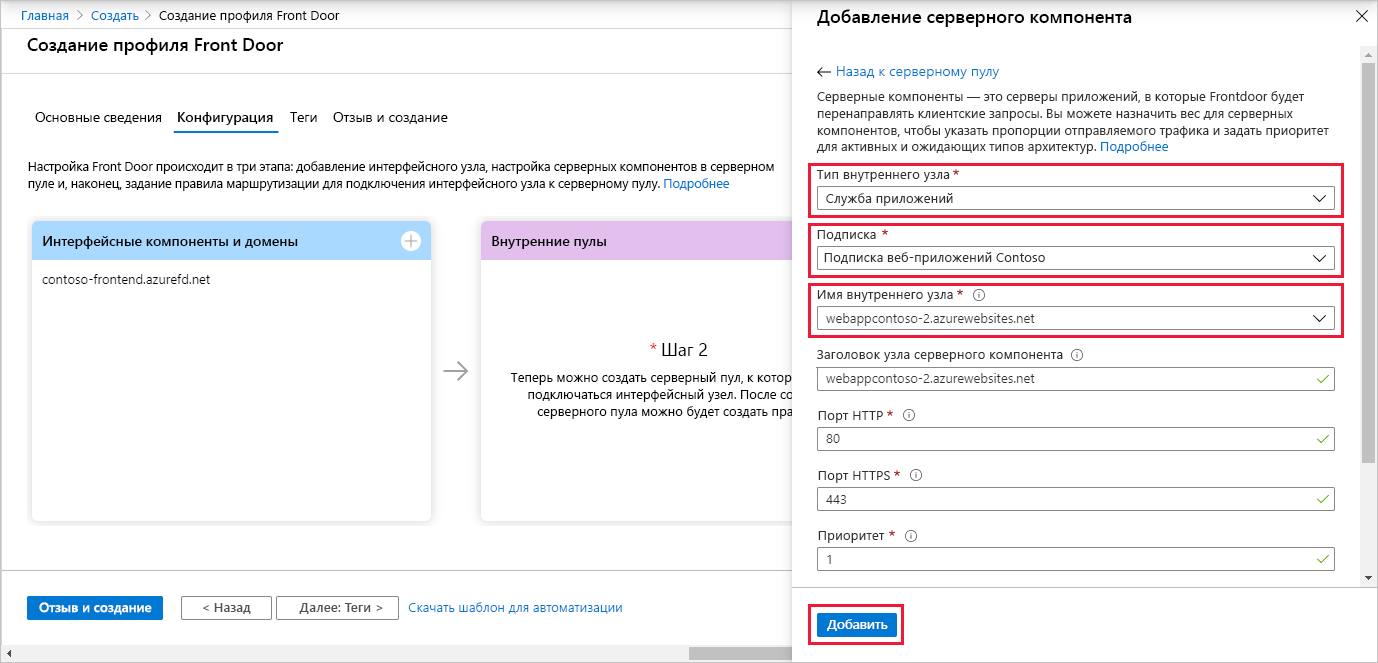 Главная > Создать > Создание профиля Front Door
Создание профиля Front Door
Основные сведения Конфигурация Теги Отзыв и создание
Настройка Front Door происходит в три этапа: добавление интерфейсного узла, настройка серверных компонентов в серверном
пуле и, наконец, задание правила маршрутизации для подключения интерфейсного узла к серверному пулу. Подробнее
Интерфейсные компоненты и домены
contoso-frontend.azurefd.net
Внутренние пулы
* Шаг 2
Теперь можно создать серверный пул, к котор
подключаться интерфейсный узел. После со
серверного пула можно будет создать пра
Отзыв и создание
< Назад
Далее: Теги >
Скачать шаблон для автоматизации
Добавление серверного компонента
← Назад к серверному пулу
Серверные компоненты — это серверы приложений, в которые Frontdoor будет
перенаправлять клиентские запросы. Вы можете назначить вес для серверных
компонентов, чтобы указать пропорции отправляемого трафика и задать приоритет
для активных и ожидающих типов архитектур. Подробнее
Тип внутреннего узла *
Служба приложений
Подписка *
Подписка веб-приложений Contoso
Имя внутреннего узла *
webappcontoso-2.azurewebsites.net
Заголовок узла серверного компонента
webappcontoso-2.azurewebsites.net
Порт HTTP *
80
Порт HTTPS *
443
Приоритет *
1
Добавить